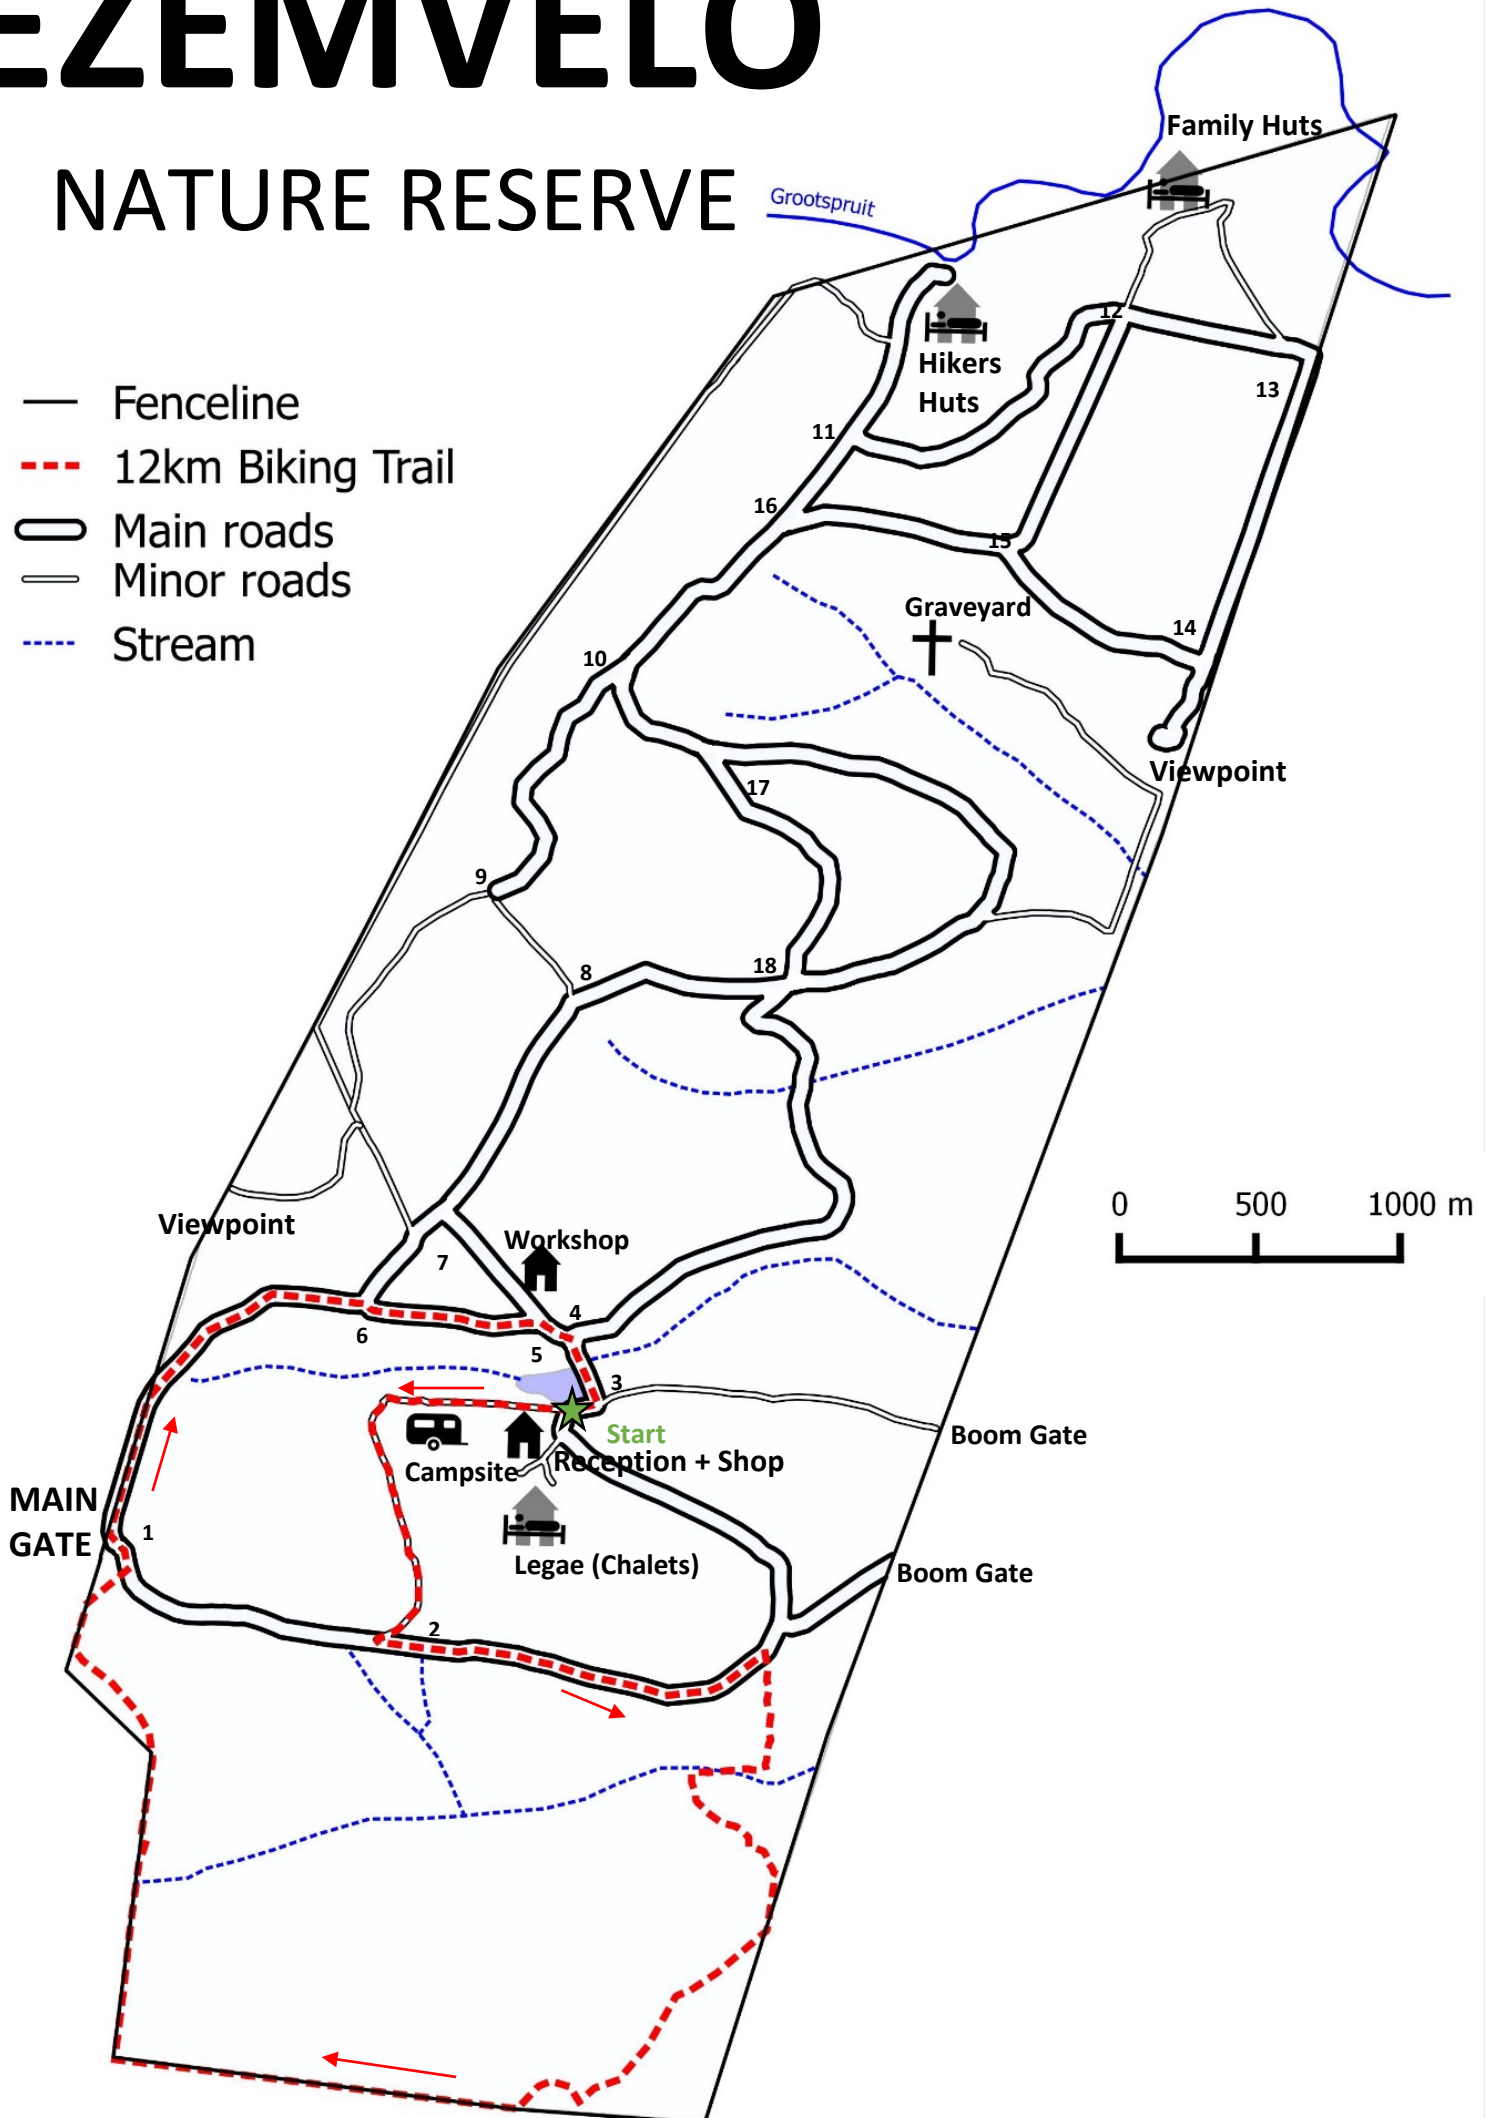 EZEMVELO
NATURE RESERVE
Grootspruit
Family Huts
Fenceline
12km Biking Trail
Main roads
Minor roads
Stream
Hikers
Huts
12
13
11
16
15
Graveyard
14
10
Viewpoint
17
9
8
18
0 500 1000 m
Viewpoint
Workshop
7
4
6
5
3
Start
Boom Gate
Reception + Shop
Campsite
MAIN
GATE
1
Legae (Chalets)
Boom Gate
2